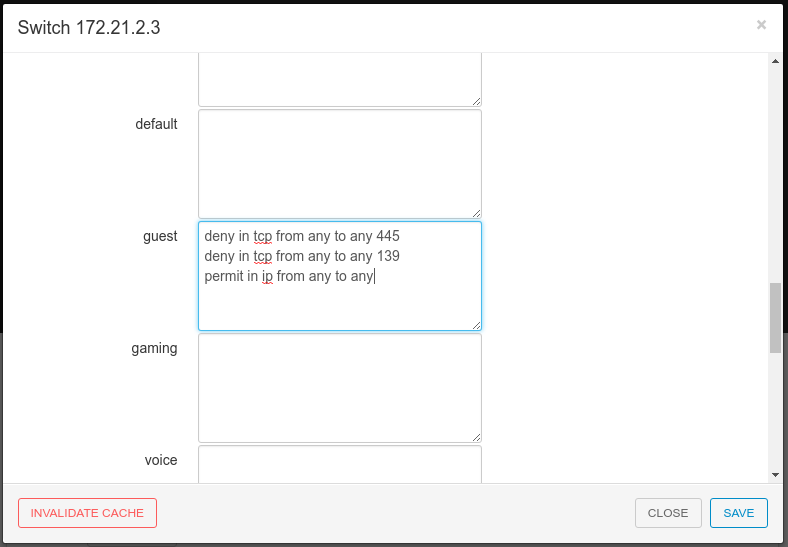 Switch 172.21.2.3
×
default
guest
deny in tcp from any to any 445
deny in tcp from any to any 139
permit in ip from any to any
gaming
voice
INVALIDATE CACHE
CLOSE
SAVE